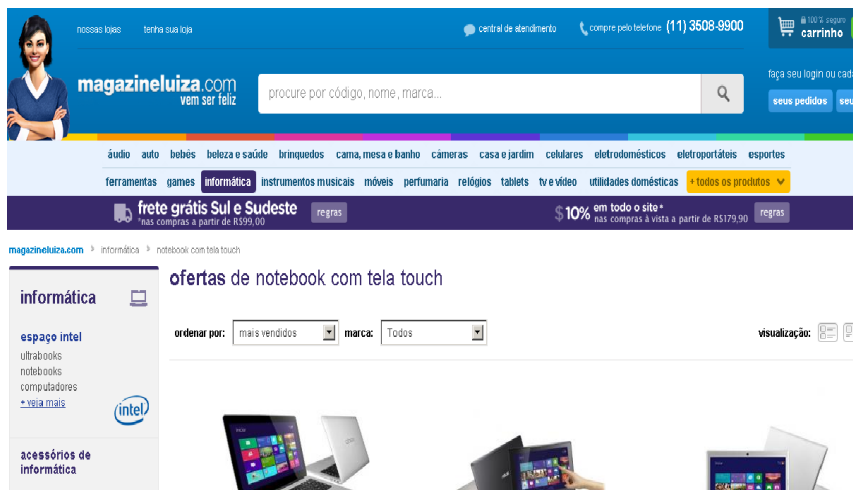 nossas lojas tenha sua loja central de atendimento compre pelo telefone (11) 3508-9900 100% seguro
carrinho
magazineluiza.com
vem ser feliz
procure por código, nome, marca...
faça seu login ou cada
seus pedidos seu
áudio auto bebês beleza e saúde brinquedos cama, mesa e banho câmeras casa e jardim celulares eletrodomésticos eletroportáteis esportes
ferramentas games informática instrumentos musicais móveis perfumaria relógios tablets tv e vídeo utilidades domésticas + todos os produtos
frete grátis Sul e Sudeste regras $10% em todo o site*
*nas compras a partir de R$99,00 nas compras à vista a partir de R$179,90 regras
magazineluiza.com informática notebook com tela touch
ofertas de notebook com tela touch
informática
ordenar por: mais vendidos marca: Todos visualização:
espaço intel
ultrabooks
notebooks
computadores
+ veja mais
intel
acessórios de
informática